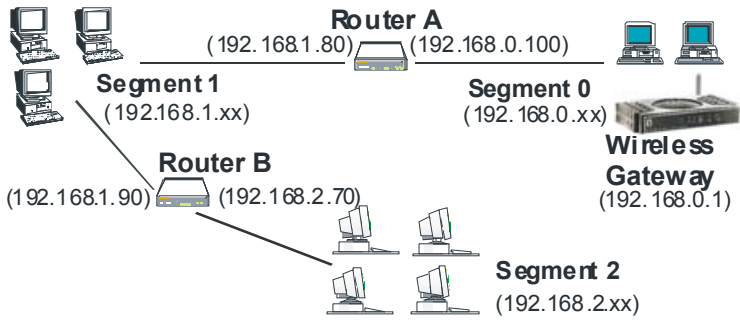 Router A
(192.168.1.80)
(192.168.0.100)
Segment 1
(192.168.1.xx)
Segment 0
(192.168.0.xx)
Wireless
Gateway
(192.168.0.1)
Router B
(192.168.1.90)
(192.168.2.70)
Segment 2
(192.168.2.xx)